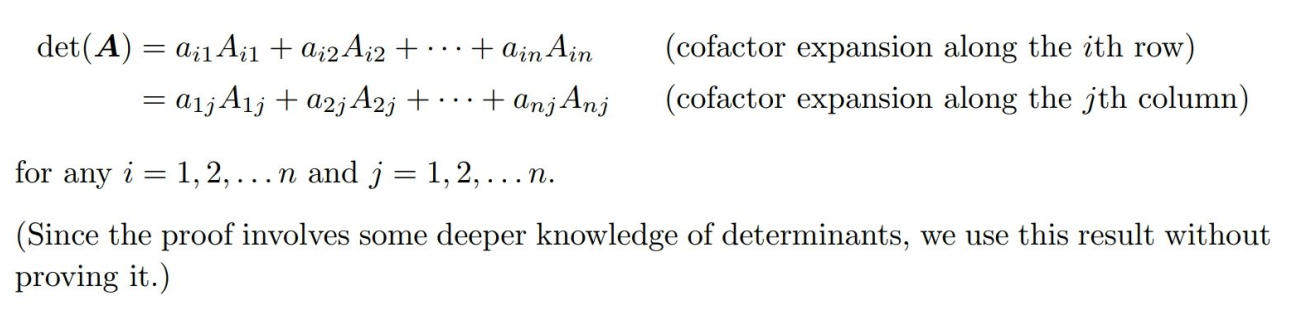 det(A) = a_{i1}A_{i1} + a_{i2}A_{i2} + ⋯ + a_{in}A_{in} (cofactor expansion along the ith row)
= a_{1j}A_{1j} + a_{2j}A_{2j} + ⋯ + a_{nj}A_{nj} (cofactor expansion along the jth column)
for any i = 1, 2, … n and j = 1, 2, … n.
(Since the proof involves some deeper knowledge of determinants, we use this result without
proving it.)